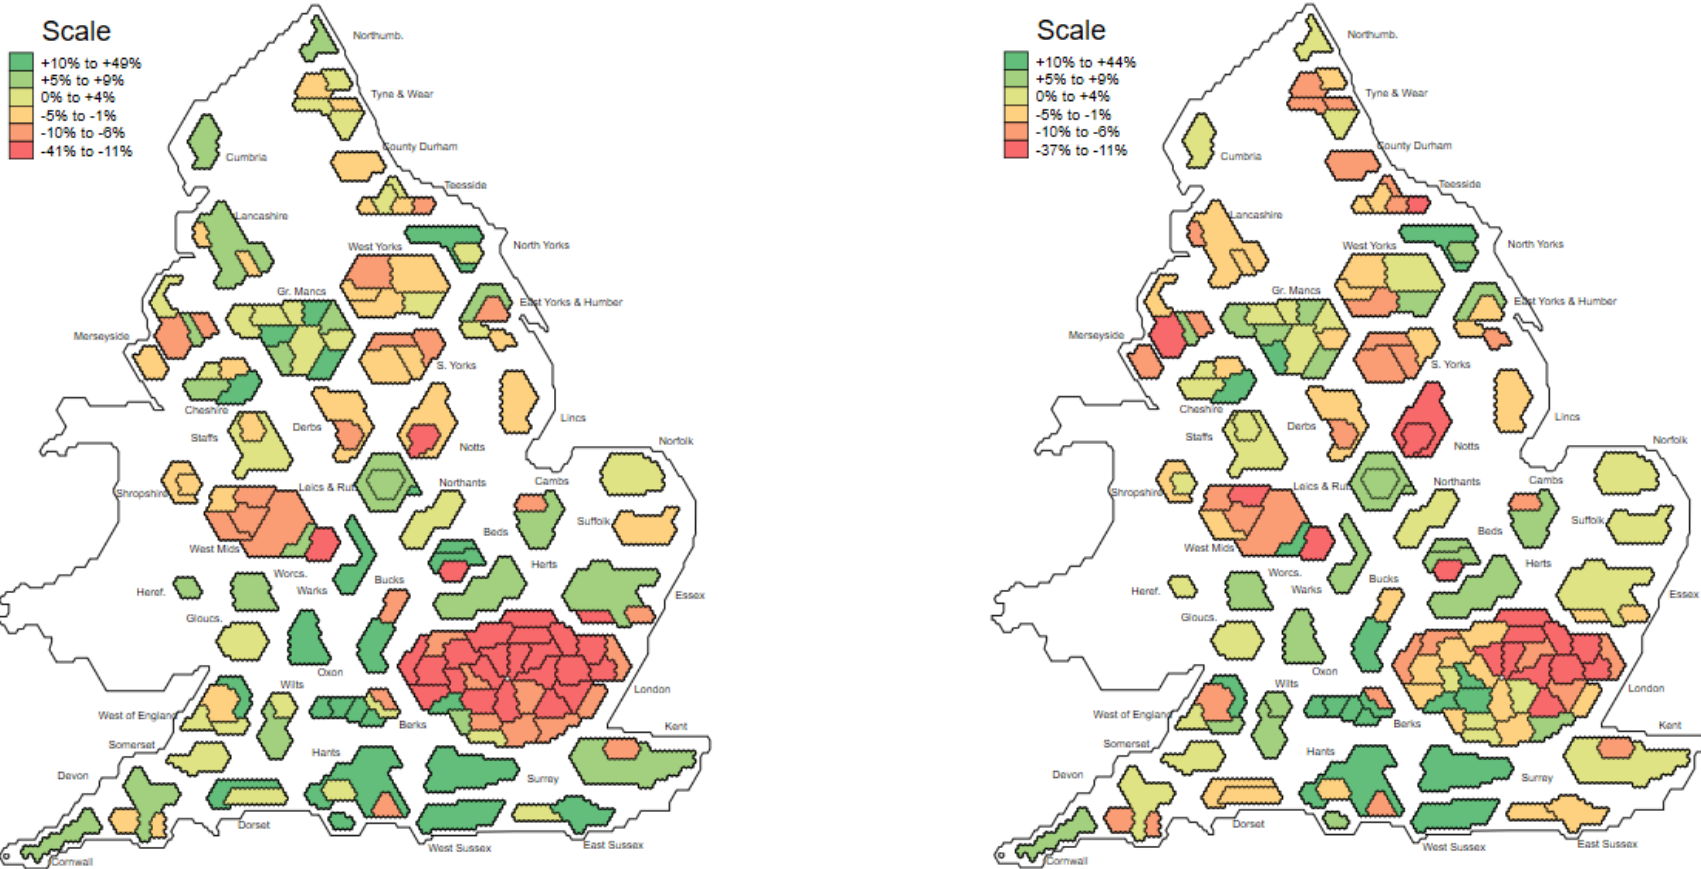 Scale
+10% to +49%
+5% to +9%
0% to +4%
-5% to -1%
-10% to -6%
-41% to -11%
Northumb.
Tyne & Wear
County Durham
Cumbria
Teesside
Lancashire
West Yorks
North Yorks
Gr. Mancs
East Yorks & Humber
Merseyside
S. Yorks
Cheshire
Lincs
Derbs
Staffs
Notts
Norfolk
Shropshire
Leics & Rut
Northants
Cambs
Suffolk
Beds
West Mids
Herts
Worcs.
Bucks
Heref.
Warks
Essex
Gloucs.
Oxon
Wilts
London
West of England
Berks
Kent
Somerset
Hants
Devon
Surrey
Dorset
West Sussex
East Sussex
Cornwall
Scale
+10% to +44%
+5% to +9%
0% to +4%
-5% to -1%
-10% to -6%
-37% to -11%
Northumb.
Tyne & Wear
County Durham
Cumbria
Teesside
Lancashire
West Yorks
North Yorks
Gr. Mancs
East Yorks & Humber
Merseyside
S. Yorks
Cheshire
Lincs
Derbs
Staffs
Notts
Norfolk
Shropshire
Leics & Rut
Northants
Cambs
Suffolk
Beds
West Mids
Herts
Worcs.
Bucks
Heref.
Warks
Essex
Gloucs.
Oxon
Wilts
London
West of England
Berks
Kent
Somerset
Hants
Devon
Surrey
Dorset
West Sussex
East Sussex
Cornwall